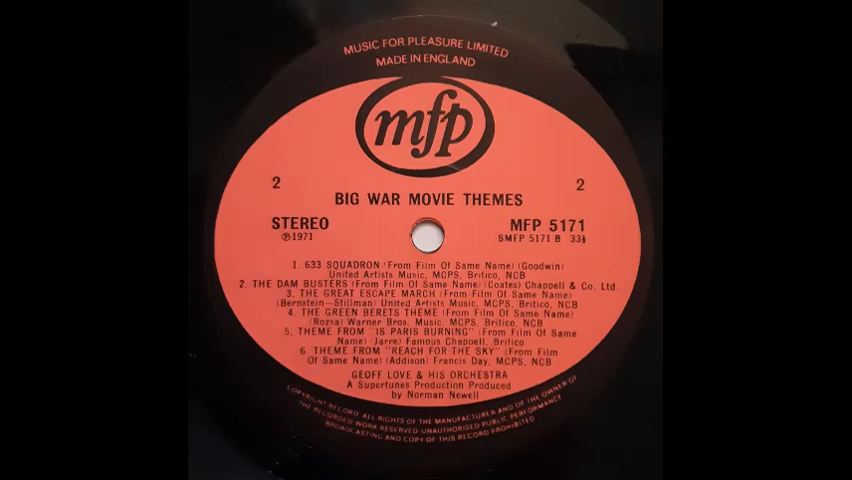 MUSIC FOR PLEASURE LIMITED
MADE IN ENGLAND
mfp
2 2
BIG WAR MOVIE THEMES
STEREO MFP 5171
℗1971 SMFP 5171 B 33⅓
1. 633 SQUADRON (From Film Of Same Name) (Goodwin)
United Artists Music, MCPS, Britico, NCB
2. THE DAM BUSTERS (From Film Of Same Name) (Coates) Chappell & Co. Ltd.
3. THE GREAT ESCAPE MARCH (From Film Of Same Name)
(Bernstein—Stillman) United Artists Music, MCPS, Britico, NCB
4. THE GREEN BERETS THEME (From Film Of Same Name)
(Rozsa) Warner Bros. Music, MCPS, Britico, NCB
5. THEME FROM "IS PARIS BURNING" (From Film Of Same
Name) (Jarre) Famous Chappell, Britico
6. THEME FROM "REACH FOR THE SKY" (From Film
Of Same Name) (Addison) Francis Day, MCPS, NCB
GEOFF LOVE & HIS ORCHESTRA
A Supertunes Production Produced
by Norman Newell
COPYRIGHT RECORD ALL RIGHTS OF THE MANUFACTURER AND OF THE OWNER OF
THE RECORDED WORK RESERVED UNAUTHORISED PUBLIC PERFORMANCE
BROADCASTING AND COPY OF THIS RECORD PROHIBITED